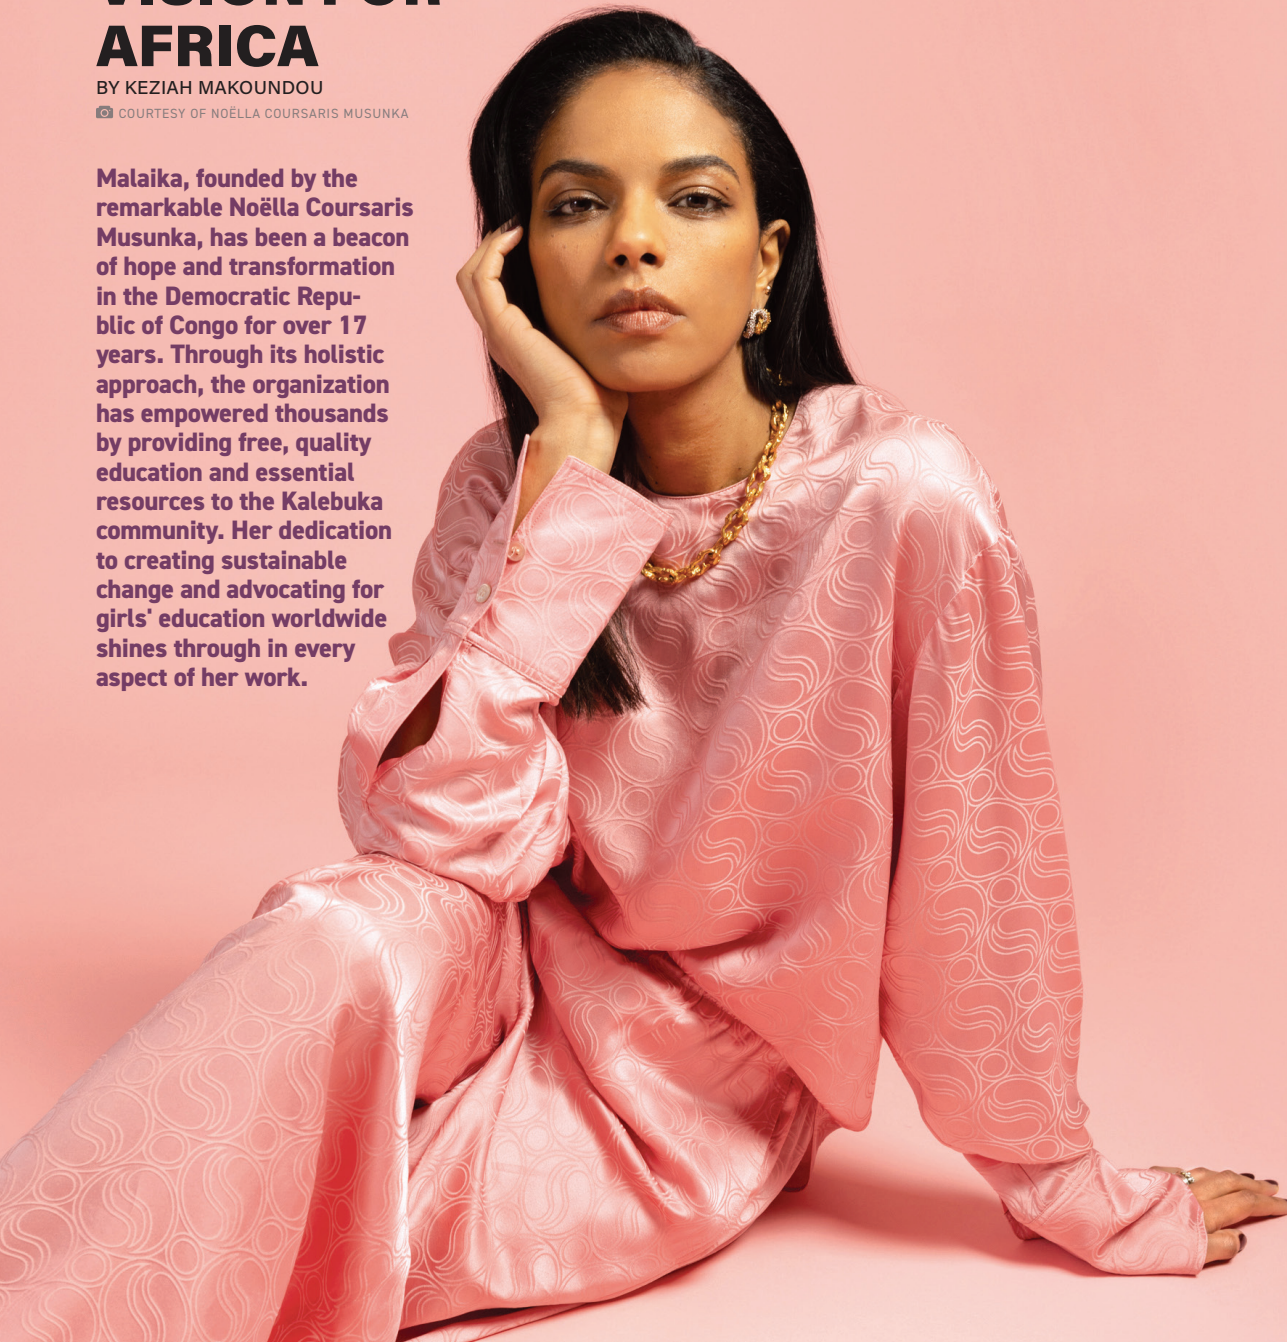 VISION FOR
AFRICA
BY KEZIAH MAKOUNDOU
COURTESY OF NOËLLA COURSARIS MUSUNKA
Malaika, founded by the
remarkable Noëlla Coursaris
Musunka, has been a beacon
of hope and transformation
in the Democratic Repu-
blic of Congo for over 17
years. Through its holistic
approach, the organization
has empowered thousands
by providing free, quality
education and essential
resources to the Kalebuka
community. Her dedication
to creating sustainable
change and advocating for
girls' education worldwide
shines through in every
aspect of her work.